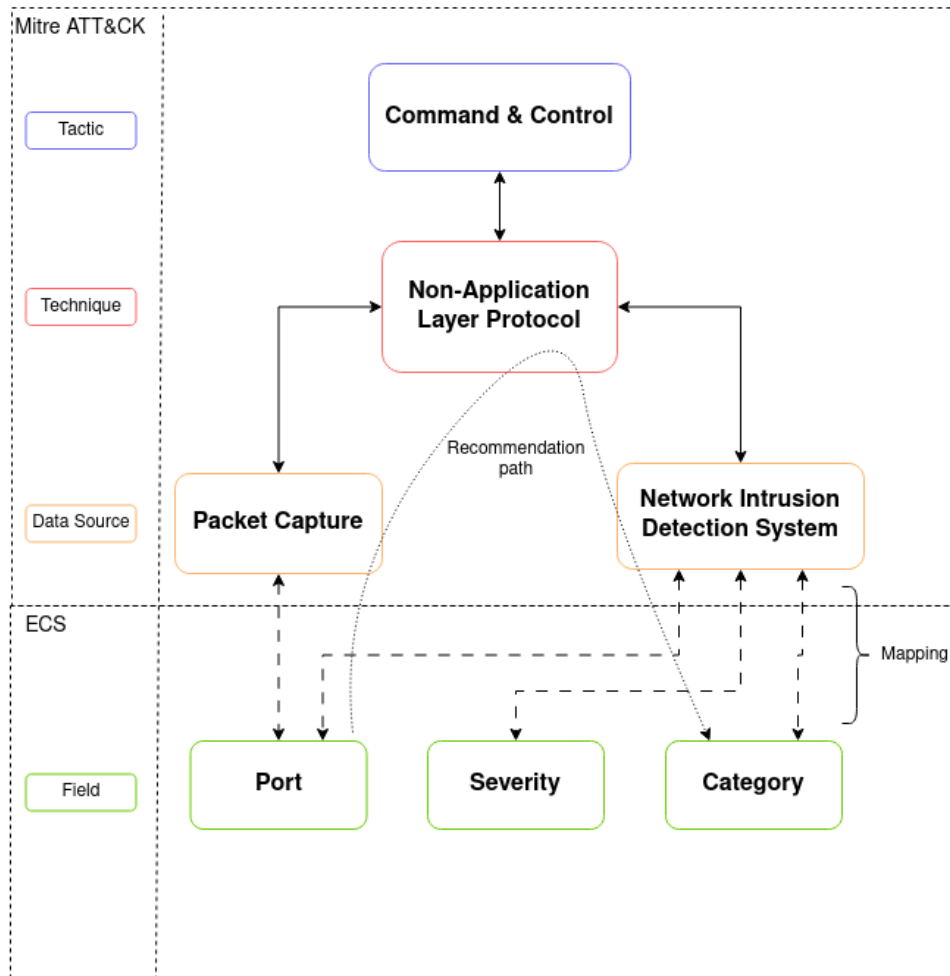 Mitre ATT&CK
Command & Control
Tactic
Non-Application
Layer Protocol
Technique
Recommendation
path
Packet Capture
Network Intrusion
Detection System
Data Source
ECS
Mapping
Port
Severity
Category
Field